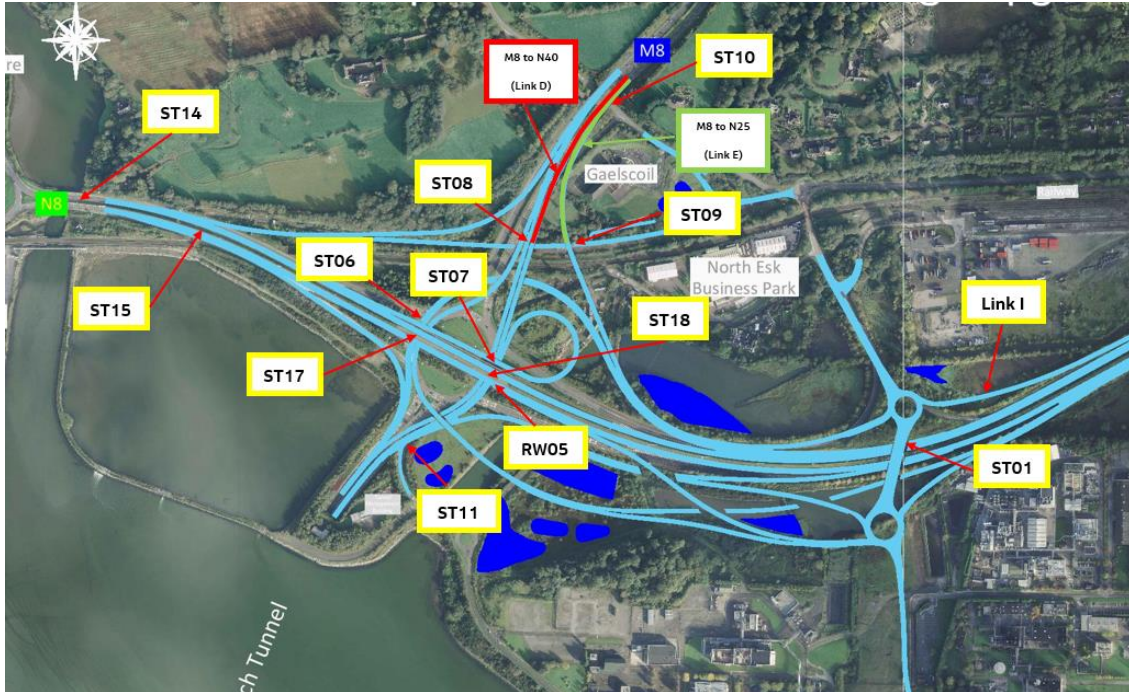 re
M8
M8 to N40
(Link D)
ST10
ST14
M8 to N25
(Link E)
Gaelscoil
ST08
N8
ST09
ST06
ST07
North Esk
Business Park
ST15
ST18
Link I
ST17
RW05
ST01
ST11
ch Tunnel